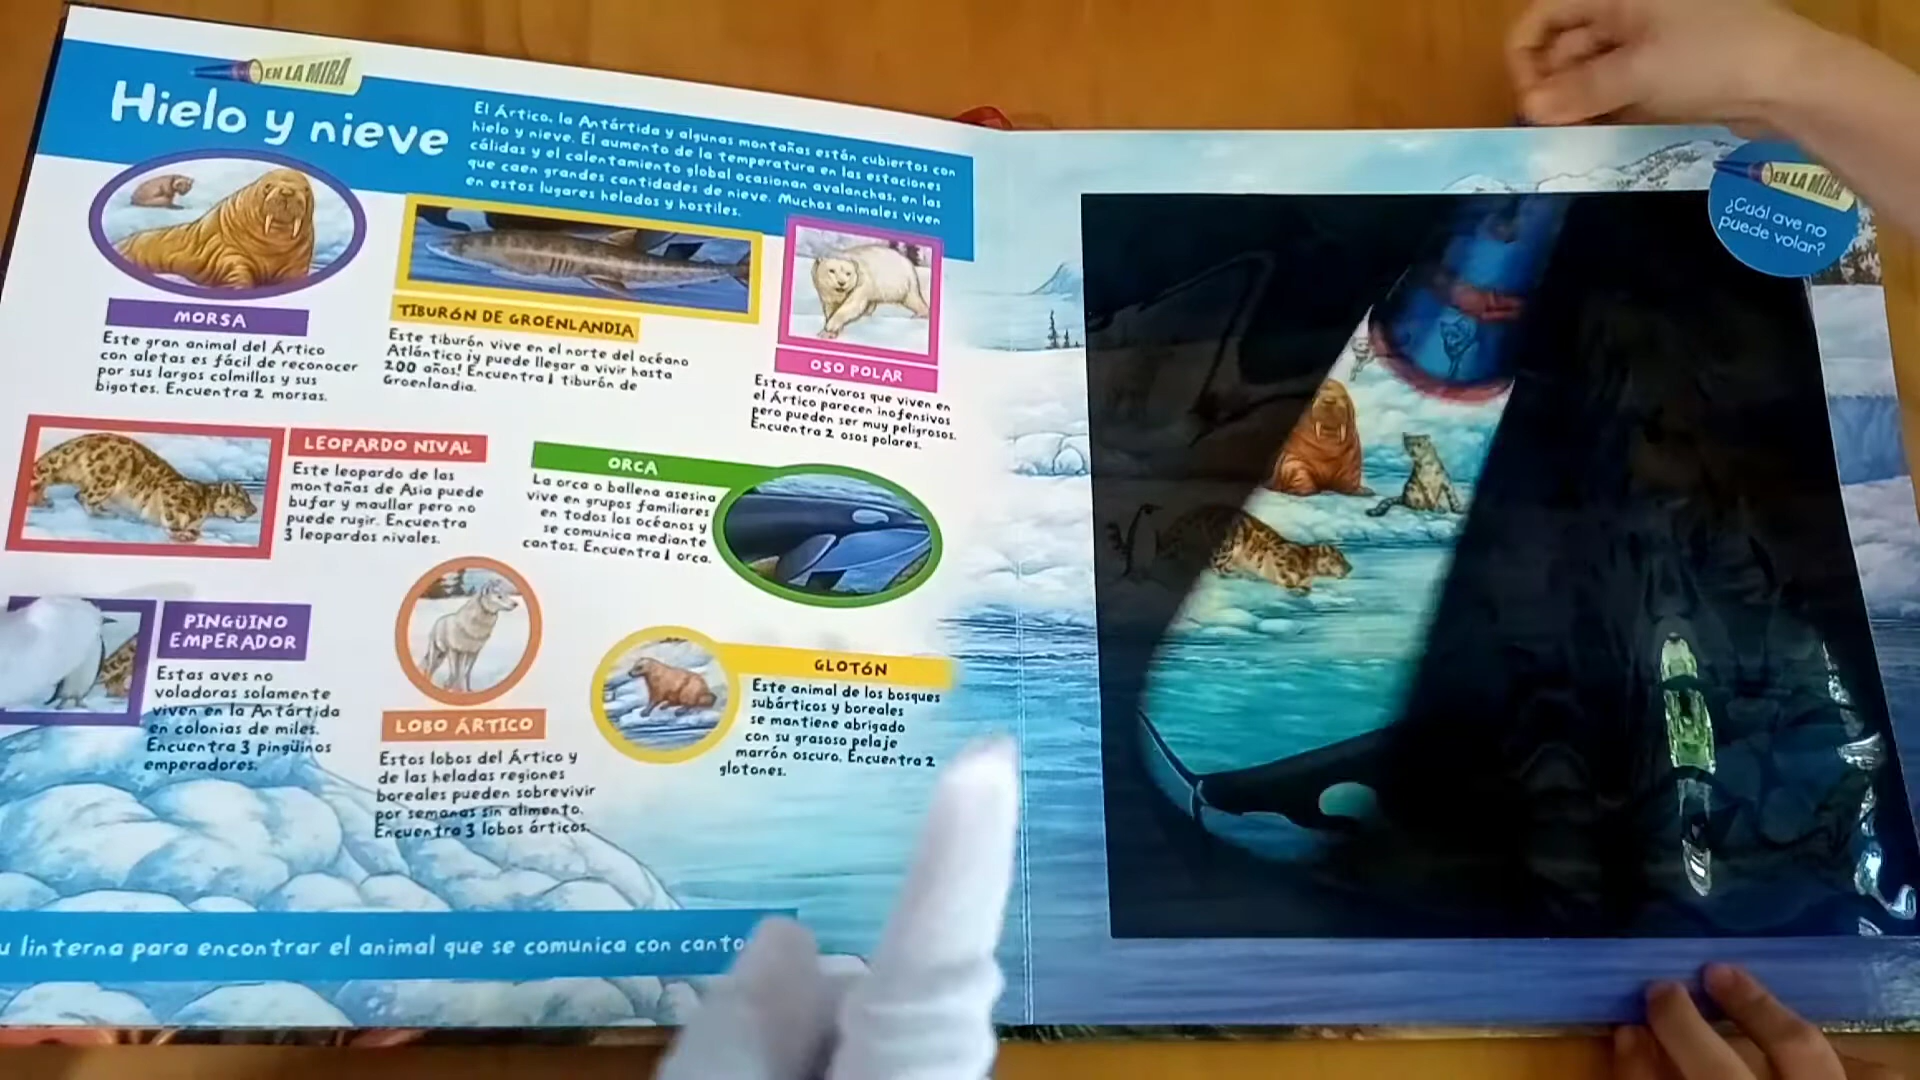 EN LA MIRA
Hielo y nieve
El Ártico, la Antártida y algunas montañas están cubiertos con
hielo y nieve. El aumento de la temperatura en las estaciones
cálidas y el calentamiento global ocasionan avalanchas, en las
que caen grandes cantidades de nieve. Muchos animales viven
en estos lugares helados y hostiles.
MORSA
Este gran animal del Ártico
con aletas es fácil de reconocer
por sus largos colmillos y sus
bigotes. Encuentra 2 morsas.
TIBURÓN DE GROENLANDIA
Este tiburón vive en el norte del océano
Atlántico ¡y puede llegar a vivir hasta
200 años! Encuentra 1 tiburón de
Groenlandia.
OSO POLAR
Estos carnívoros que viven en
el Ártico parecen inofensivos
pero pueden ser muy peligrosos.
Encuentra 2 osos polares.
LEOPARDO NIVAL
Este leopardo de las
montañas de Asia puede
bufar y maullar pero no
puede rugir. Encuentra
3 leopardos nivales.
ORCA
La orca o ballena asesina
vive en grupos familiares
en todos los océanos y
se comunica mediante
cantos. Encuentra 1 orca.
PINGÜINO
EMPERADOR
Estas aves no
voladoras solamente
viven en la Antártida
en colonias de miles.
Encuentra 3 pingüinos
emperadores.
LOBO ÁRTICO
Estos lobos del Ártico y
de las heladas regiones
boreales pueden sobrevivir
por semanas sin alimento.
Encuentra 3 lobos árticos.
GLOTÓN
Este animal de los bosques
subárticos y boreales
se mantiene abrigado
con su grasoso pelaje
marrón oscuro. Encuentra 2
glotones.
u linterna para encontrar el animal que se comunica con canto
EN LA MIRA
¿Cuál ave no
puede volar?